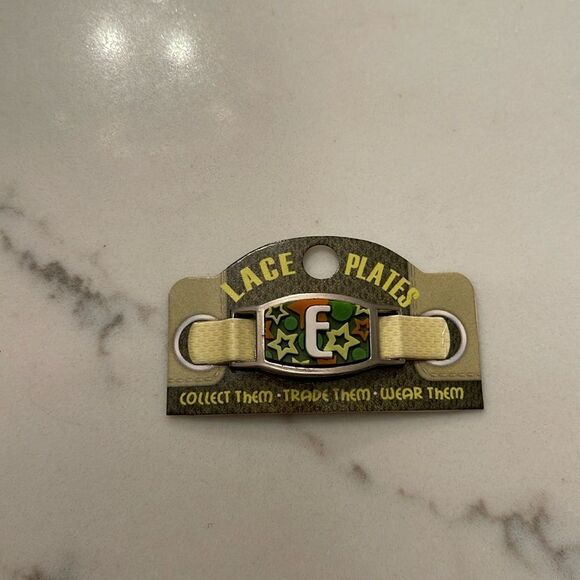 LACE PLATES
E
COLLECT THEM · TRADE THEM · WEAR THEM